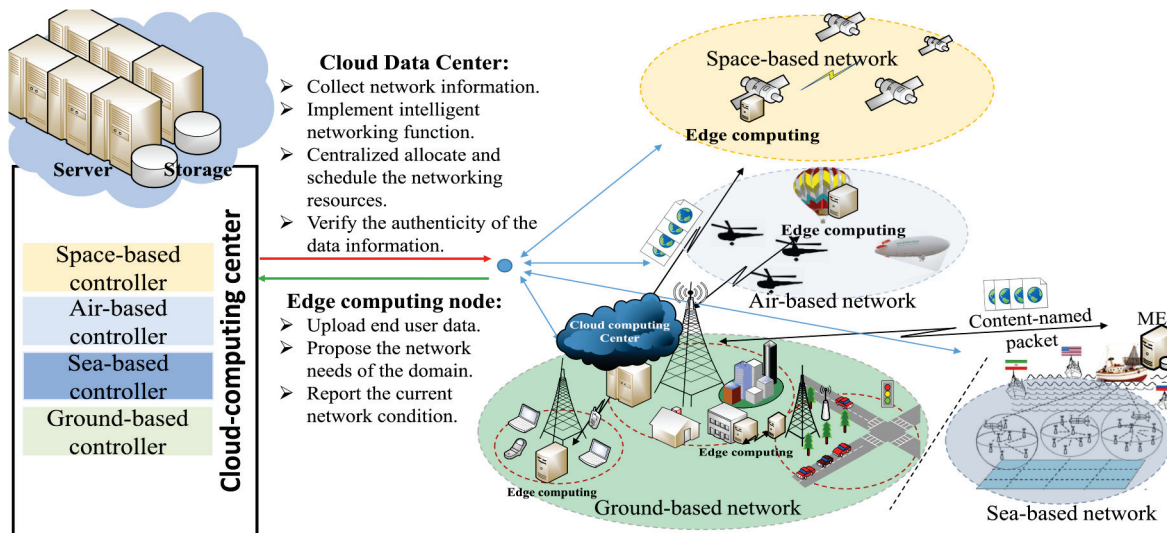 Server
Storage
Cloud-computing center
Space-based
controller
Air-based
controller
Sea-based
controller
Ground-based
controller
Cloud Data Center:
➢ Collect network information.
➢ Implement intelligent
networking function.
➢ Centralized allocate and
schedule the networking
resources.
➢ Verify the authenticity of the
data information.
Edge computing node:
➢ Upload end user data.
➢ Propose the network
needs of the domain.
➢ Report the current
network condition.
Space-based network
Edge computing
Edge computing
Air-based network
Cloud computing
Center
Content-named
packet
ME
Edge computing
Edge computing
Ground-based network
Sea-based network